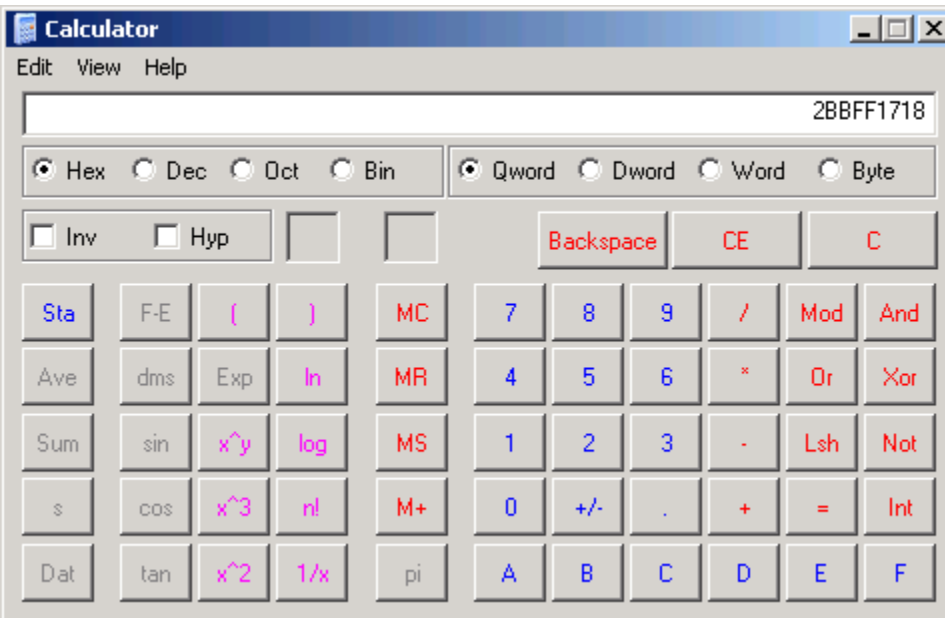 Calculator
Edit View Help
2BBFF1718
Hex Dec Oct Bin Qword Dword Word Byte
Inv Hyp Backspace CE C
Sta F-E ( ) MC 7 8 9 / Mod And
Ave dms Exp ln MR 4 5 6 * Or Xor
Sum sin x^y log MS 1 2 3 - Lsh Not
s cos x^3 n! M+ 0 +/- . + = Int
Dat tan x^2 1/x pi A B C D E F